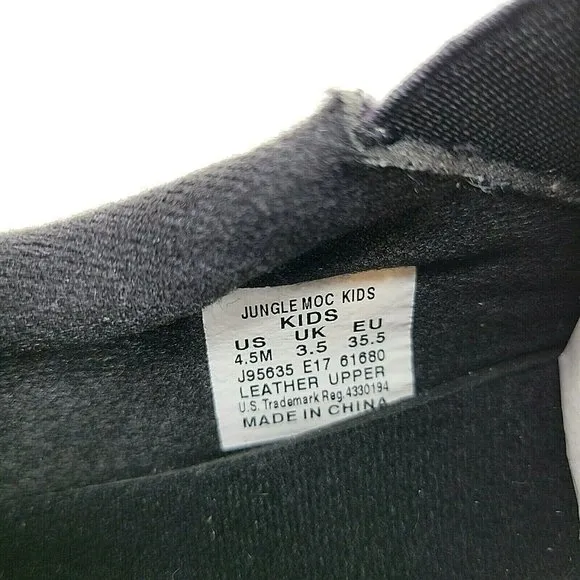 JUNGLE MOC KIDS
KIDS
US UK EU
4.5M 3.5 35.5
J95635 E17 61680
LEATHER UPPER
U.S. Trademark Reg. 4330194
MADE IN CHINA